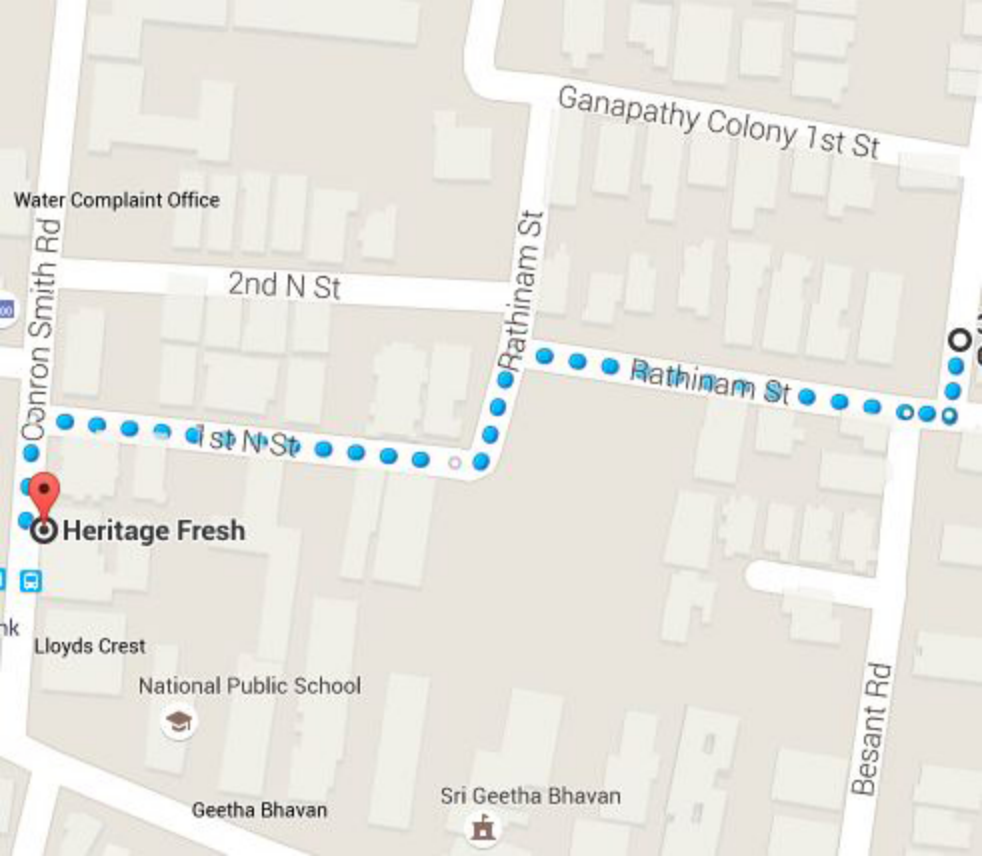 Ganapathy Colony 1st St
Water Complaint Office
Conron Smith Rd
Rathinam St
2nd N St
Rathinam St
1st N St
Heritage Fresh
nk
Lloyds Crest
National Public School
Besant Rd
Geetha Bhavan
Sri Geetha Bhavan